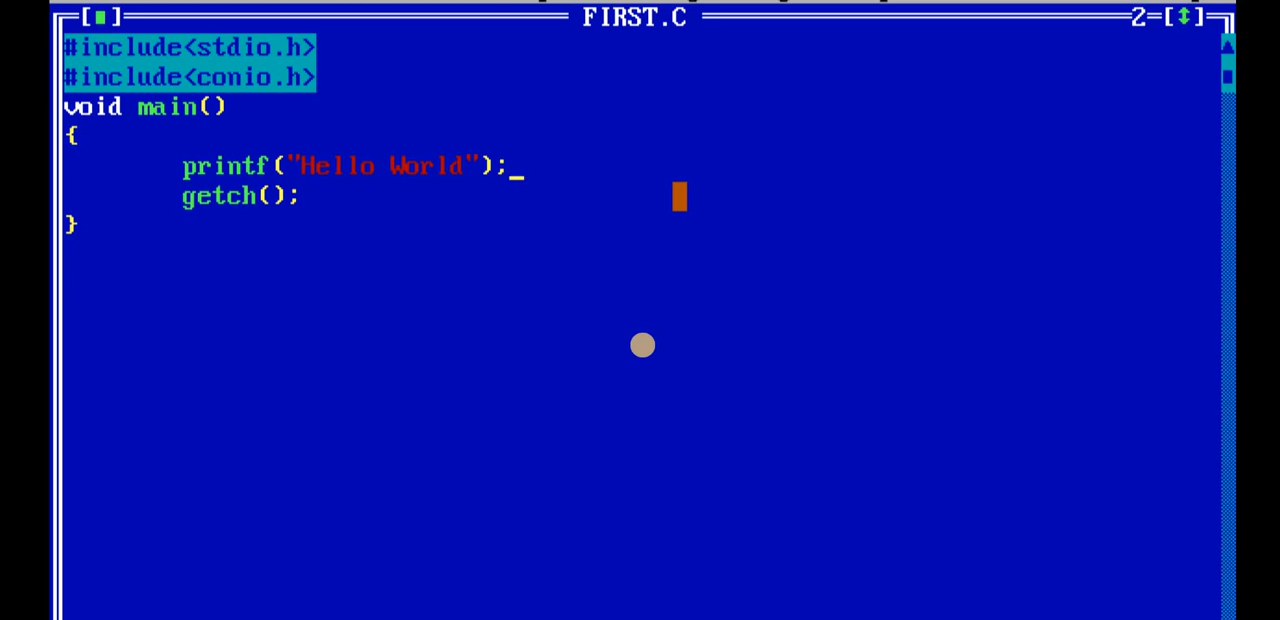 [■] FIRST.C 2=[↕]
#include<stdio.h>
#include<conio.h>
void main()
{
printf("Hello World");_
getch();
}